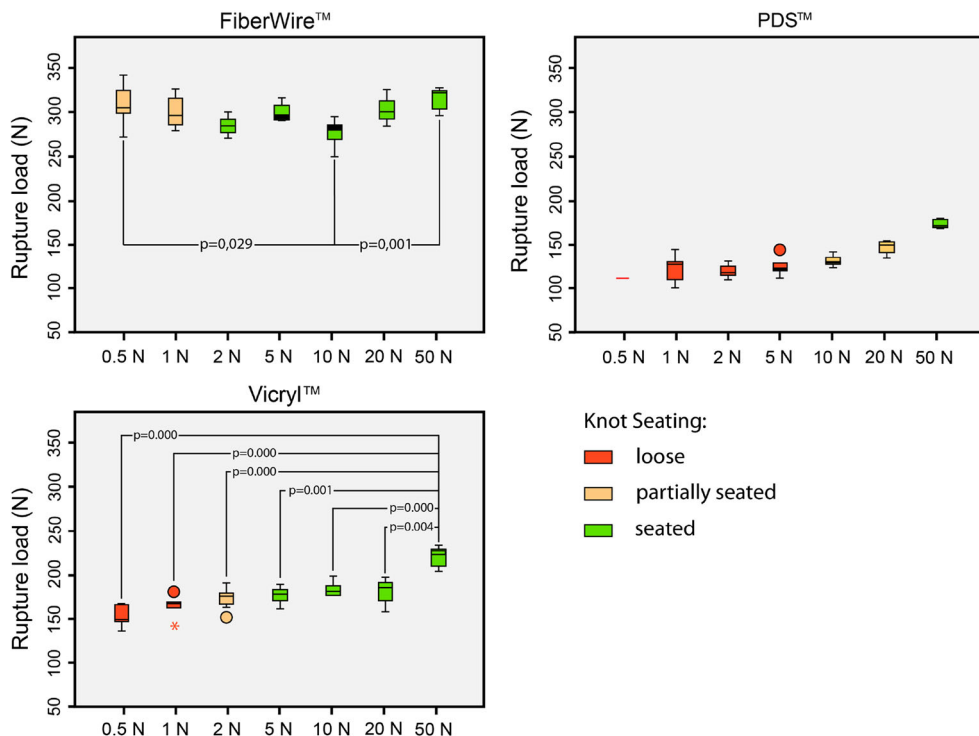 FiberWire™
Rupture load (N)
350
300
250
200
150
100
50
p=0,029
p=0,001
0.5 N 1 N 2 N 5 N 10 N 20 N 50 N
PDS™
Rupture load (N)
350
300
250
200
150
100
50
0.5 N 1 N 2 N 5 N 10 N 20 N 50 N
Vicryl™
Rupture load (N)
350
300
250
200
150
100
50
p=0.000
p=0.000
p=0.000
p=0.001
p=0.000
p=0.004
0.5 N 1 N 2 N 5 N 10 N 20 N 50 N
Knot Seating:
loose
partially seated
seated